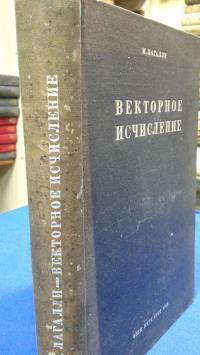 М. ЛАГАЛЛИ
ВЕКТОРНОЕ
ИСЧИСЛЕНИЕ
ЛАГАЛЛИ—ВЕКТОРНОЕ ИСЧИСЛЕНИЕ